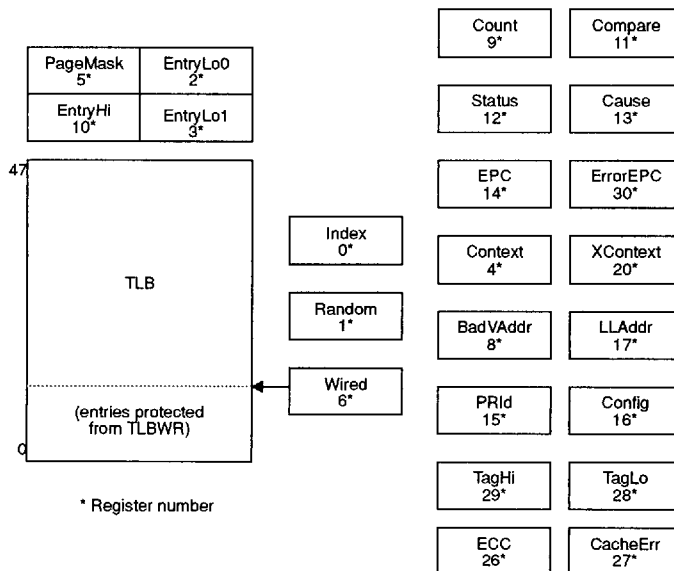 PageMask
5*
EntryLo0
2*
EntryHi
10*
EntryLo1
3*
47
TLB
(entries protected
from TLBWR)
0
* Register number
Index
0*
Random
1*
Wired
6*
Count
9*
Compare
11*
Status
12*
Cause
13*
EPC
14*
ErrorEPC
30*
Context
4*
XContext
20*
BadVAddr
8*
LLAddr
17*
PRId
15*
Config
16*
TagHi
29*
TagLo
28*
ECC
26*
CacheErr
27*